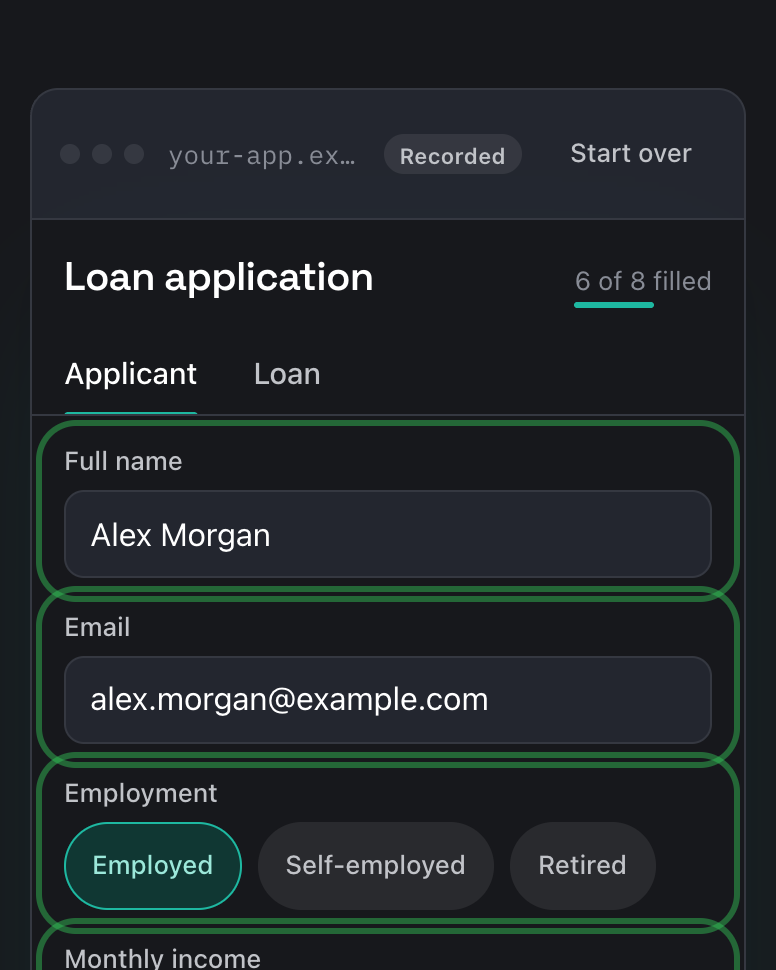 your-app.ex…
Recorded
Start over
Loan application
6 of 8 filled
Applicant
Loan
Full name
Alex Morgan
Email
alex.morgan@example.com
Employment
Employed
Self-employed
Retired
Monthly income